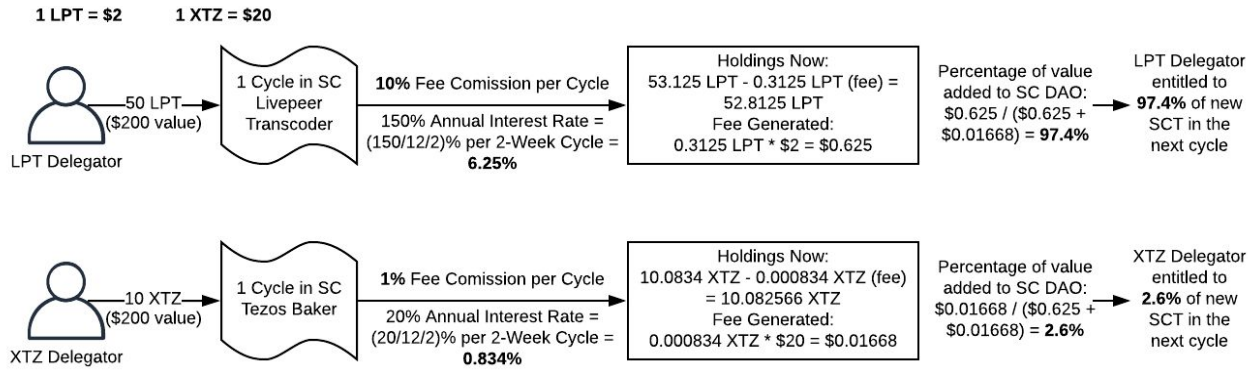 1 LPT = $2
1 XTZ = $20
50 LPT
($200 value)
LPT Delegator
1 Cycle in SC
Livepeer
Transcoder
10% Fee Comission per Cycle
150% Annual Interest Rate =
(150/12/2)% per 2-Week Cycle =
6.25%
Holdings Now:
53.125 LPT - 0.3125 LPT (fee) =
52.8125 LPT
Fee Generated:
0.3125 LPT * $2 = $0.625
Percentage of value
added to SC DAO:
$0.625 / ($0.625 +
$0.01668) = 97.4%
LPT Delegator
entitled to
97.4% of new
SCT in the
next cycle
10 XTZ
($200 value)
XTZ Delegator
1 Cycle in SC
Tezos Baker
1% Fee Comission per Cycle
20% Annual Interest Rate =
(20/12/2)% per 2-Week Cycle =
0.834%
Holdings Now:
10.0834 XTZ - 0.000834 XTZ (fee)
= 10.082566 XTZ
Fee Generated:
0.000834 XTZ * $20 = $0.01668
Percentage of value
added to SC DAO:
$0.01668 / ($0.625 +
$0.01668) = 2.6%
XTZ Delegator
entitled to
2.6% of new
SCT in the
next cycle